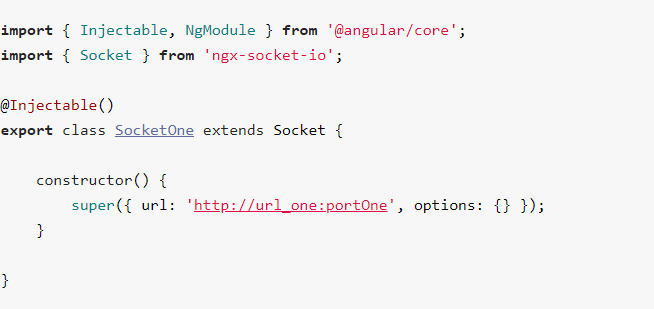 import { Injectable, NgModule } from '@angular/core';
import { Socket } from 'ngx-socket-io';
@Injectable()
export class SocketOne extends Socket {
constructor() {
super({ url: 'http://url_one:portOne', options: {} });
}
}